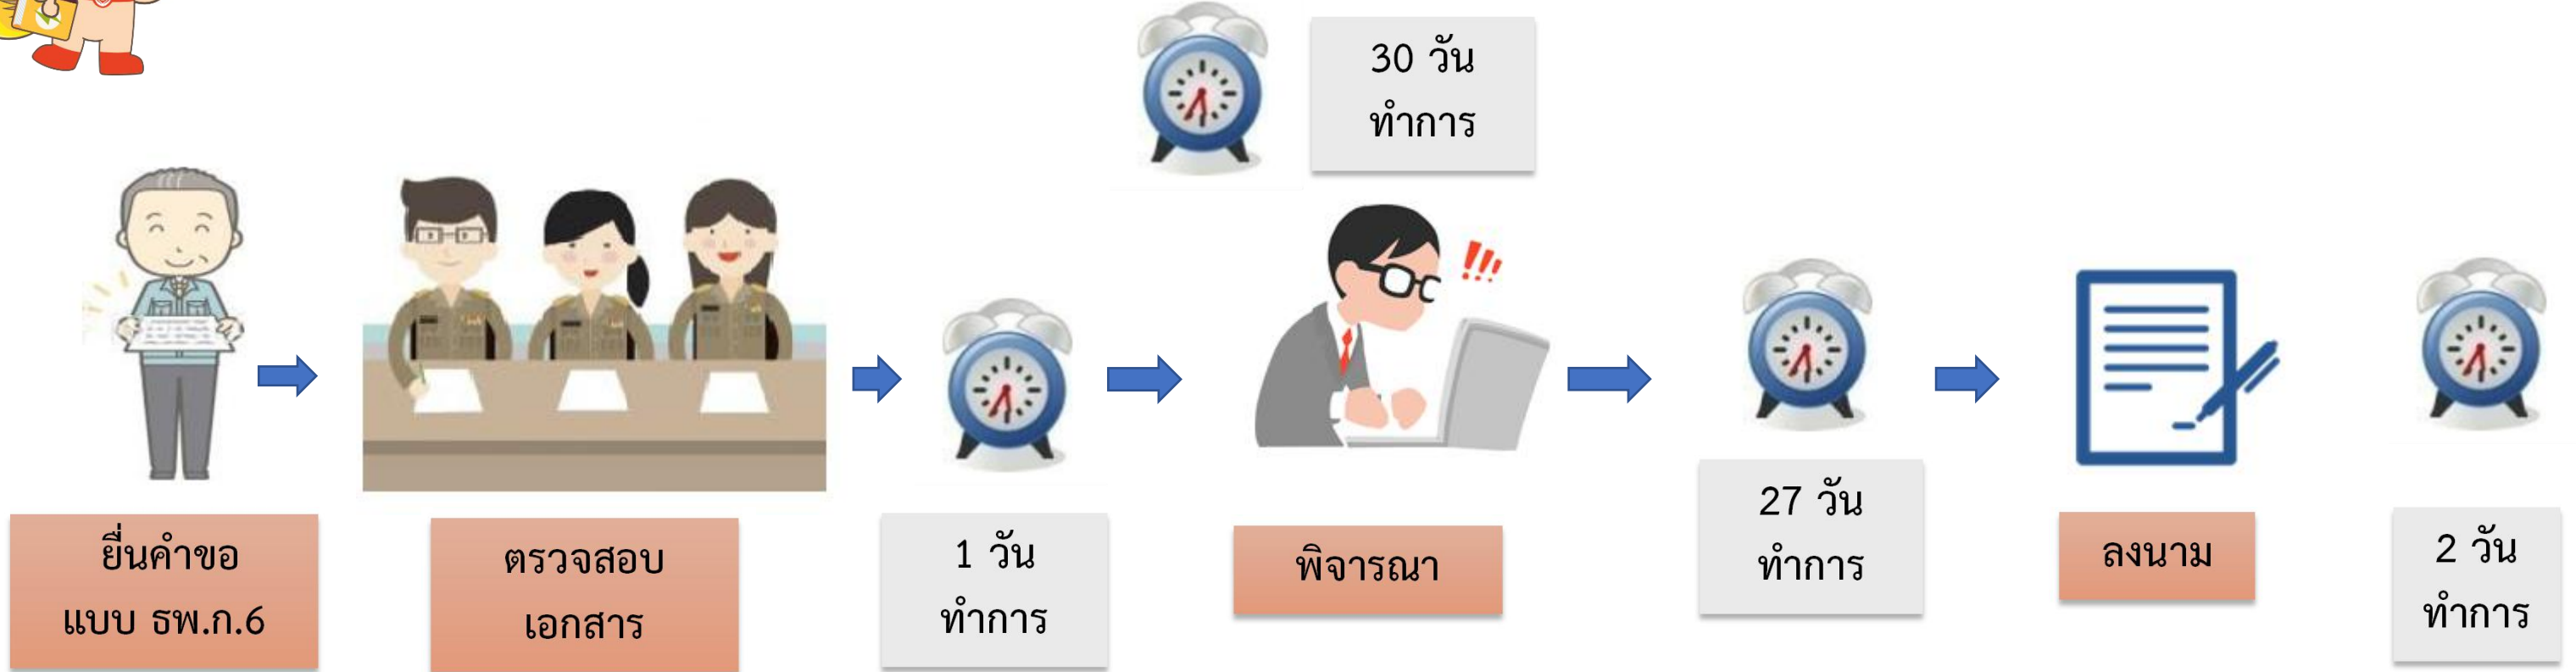 30 วัน
ทำการ
ยื่นคำขอ
แบบ ธพ.ก.6
ตรวจสอบ
เอกสาร
1 วัน
ทำการ
พิจารณา
27 วัน
ทำการ
ลงนาม
2 วัน
ทำการ